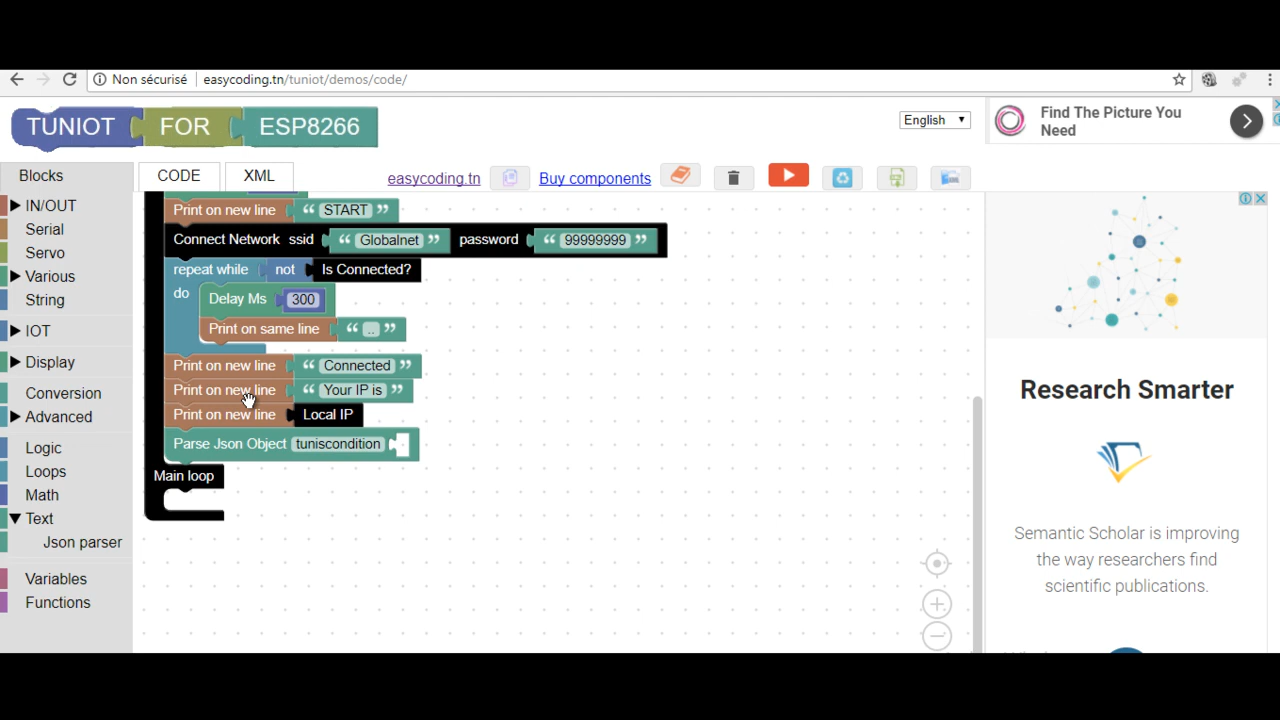 Non sécurisé easycoding.tn/tuniot/demos/code/
TUNIOT FOR ESP8266
English
Find The Picture You
Need
Blocks
CODE
XML
easycoding.tn
Buy components
IN/OUT
Serial
Servo
Various
String
IOT
Display
Conversion
Advanced
Logic
Loops
Math
Text
Json parser
Variables
Functions
Print on new line “ START ”
Connect Network ssid “ Globalnet ” password “ 99999999 ”
repeat while not Is Connected?
do
Delay Ms 300
Print on same line “ .. ”
Print on new line “ Connected ”
Print on new line “ Your IP is ”
Print on new line Local IP
Parse Json Object tuniscondition
Main loop
Research Smarter
Semantic Scholar is improving
the way researchers find
scientific publications.